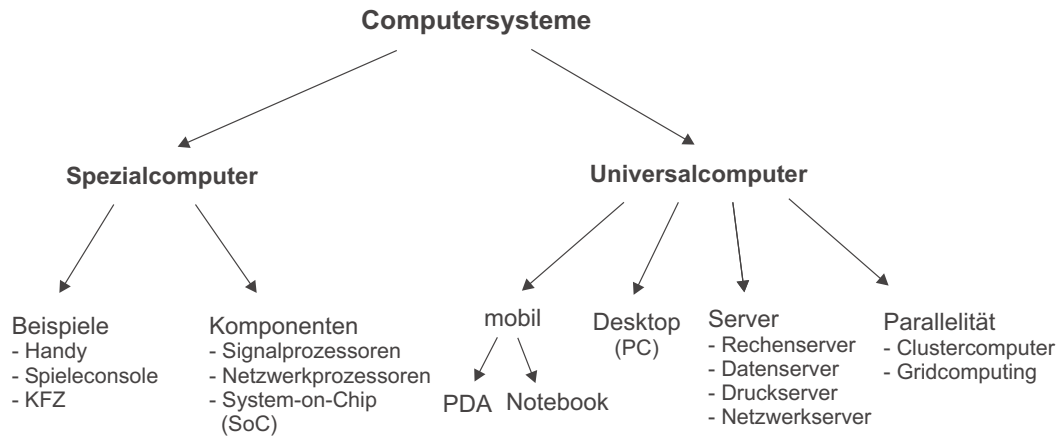 Computersysteme
Spezialcomputer
Universalcomputer
Beispiele
- Handy
- Spieleconsole
- KFZ
Komponenten
- Signalprozessoren
- Netzwerkprozessoren
- System-on-Chip
(SoC)
mobil
PDA
Notebook
Desktop
(PC)
Server
- Rechenserver
- Datenserver
- Druckserver
- Netzwerkserver
Parallelität
- Clustercomputer
- Gridcomputing